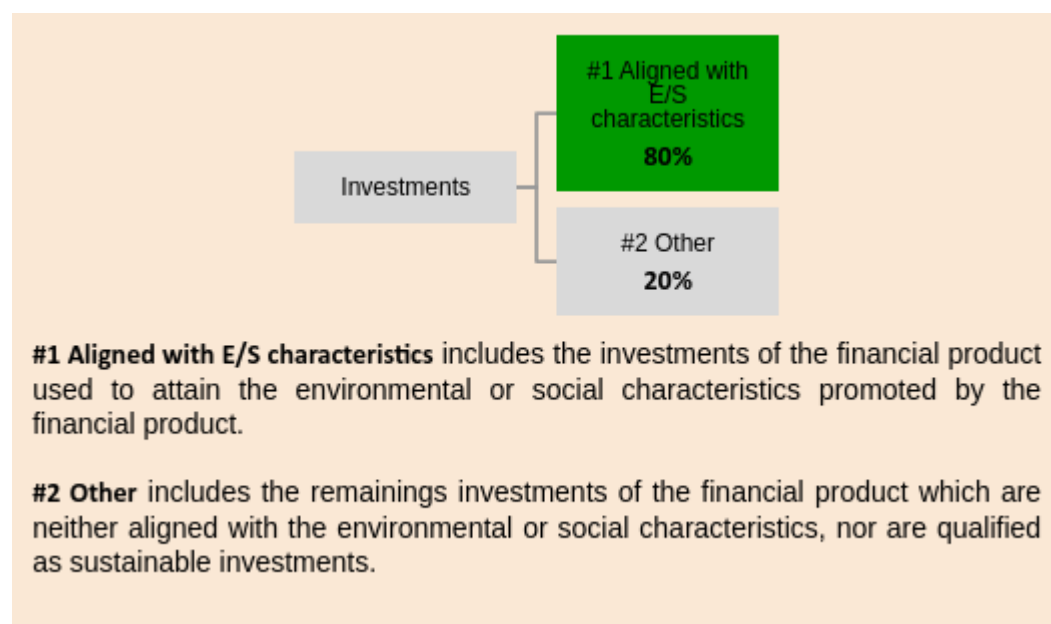 #1 Aligned with
E/S
characteristics
80%
Investments
#2 Other
20%
#1 Aligned with E/S characteristics includes the investments of the financial product
used to attain the environmental or social characteristics promoted by the
financial product.
#2 Other includes the remainings investments of the financial product which are
neither aligned with the environmental or social characteristics, nor are qualified
as sustainable investments.